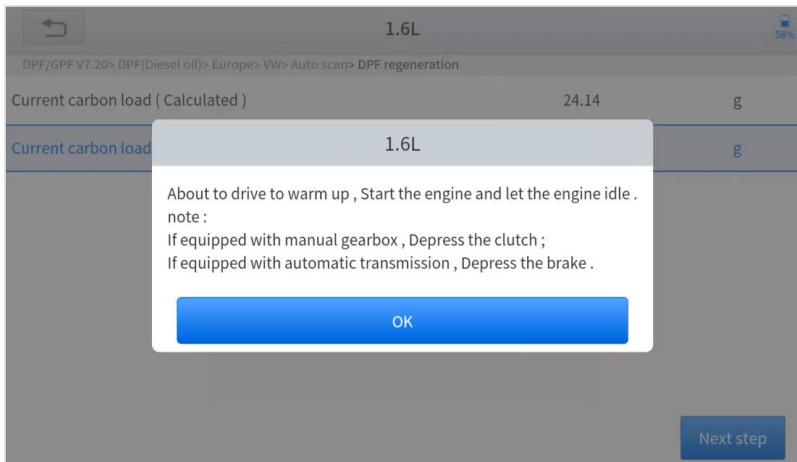 1.6L
58%
DPF/GPF V7.20> DPF(Diesel oil)> Europe> VW> Auto scan> DPF regeneration
Current carbon load ( Calculated ) 24.14 g
Current carbon load g
1.6L
About to drive to warm up , Start the engine and let the engine idle .
note :
If equipped with manual gearbox , Depress the clutch ;
If equipped with automatic transmission , Depress the brake .
OK
Next step